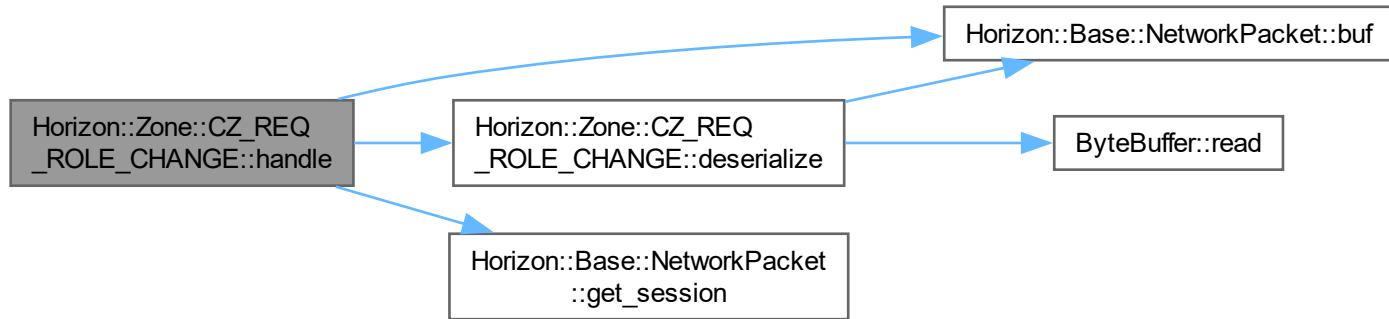 Horizon::Zone::CZ_REQ
_ROLE_CHANGE::handle
Horizon::Zone::CZ_REQ
_ROLE_CHANGE::deserialize
Horizon::Base::NetworkPacket
::get_session
Horizon::Base::NetworkPacket::buf
ByteBuffer::read